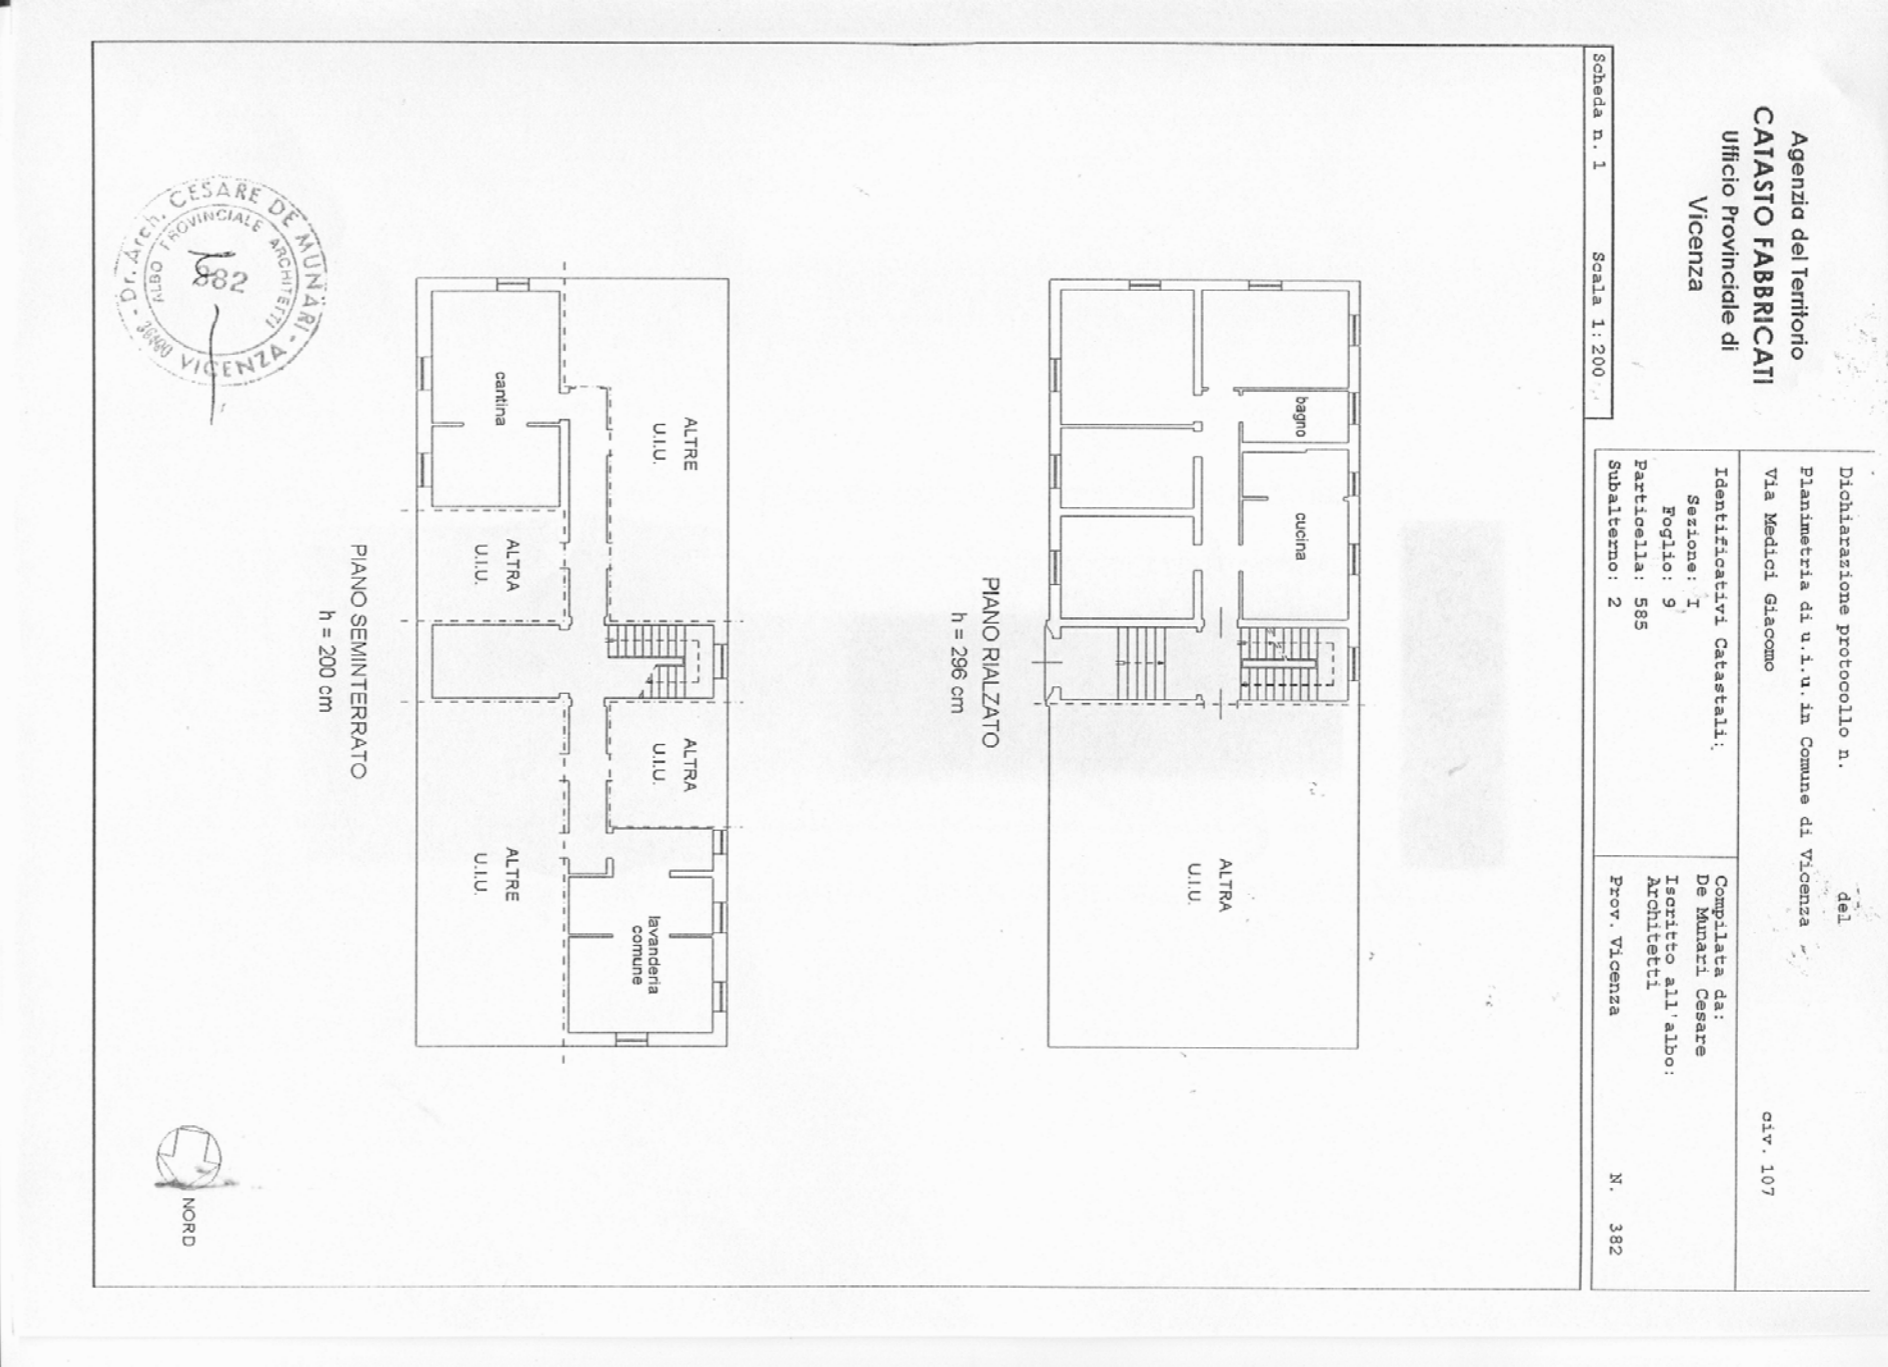 Agenzia del Territorio
CATASTO FABBRICATI
Ufficio Provinciale di
Vicenza
Dichiarazione protocollo n. del
Planimetria di u.i.u. in Comune di Vicenza
Via Medici Giacomo civ. 107
Identificativi Catastali:
Sezione: I
Foglio: 9
Particella: 585
Subalterno: 2
Compilata da:
De Munari Cesare
Iscritto all'albo:
Architetti
Prov. Vicenza N. 382
Scheda n. 1 Scala 1:200
bagno
cucina
ALTRA
U.I.U.
PIANO RIALZATO
h = 296 cm
ALTRE
U.I.U.
ALTRA
U.I.U.
lavanderia
comune
cantina
ALTRA
U.I.U.
ALTRE
U.I.U.
PIANO SEMINTERRATO
h = 200 cm
Dr. Arch. CESARE DE MUNARI
36100 VICENZA
ALBO PROVINCIALE ARCHITETTI
NORD